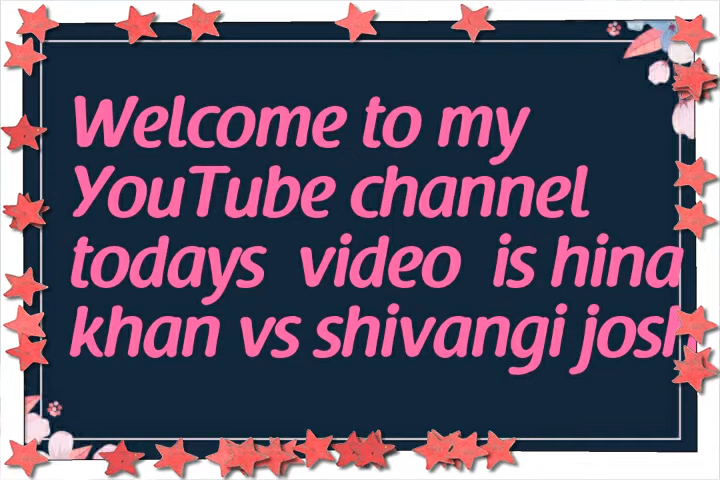 Welcome to my
YouTube channel
todays video is hina
khan vs shivangi josh